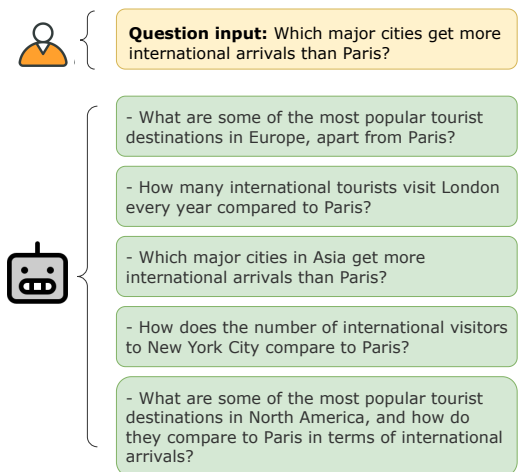 Question input: Which major cities get more
international arrivals than Paris?
- What are some of the most popular tourist
destinations in Europe, apart from Paris?
- How many international tourists visit London
every year compared to Paris?
- Which major cities in Asia get more
international arrivals than Paris?
- How does the number of international visitors
to New York City compare to Paris?
- What are some of the most popular tourist
destinations in North America, and how do
they compare to Paris in terms of international
arrivals?